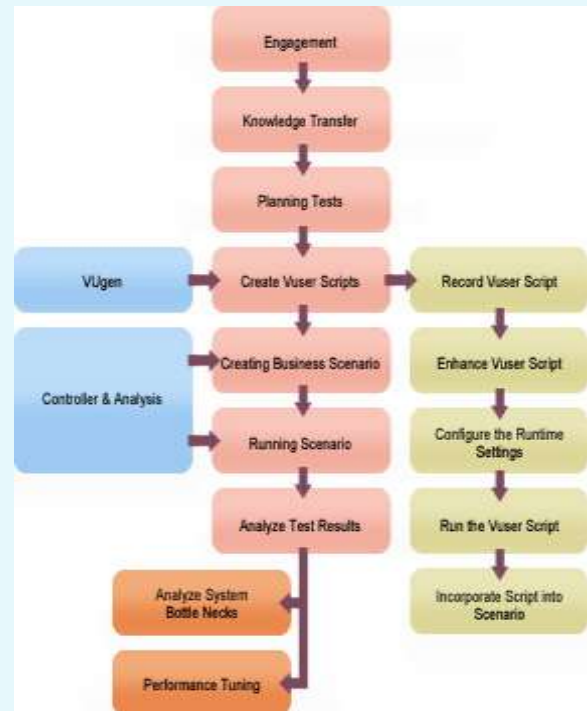 Engagement
Knowledge Transfer
Planning Tests
VUgen
Create Vuser Scripts
Record Vuser Script
Creating Business Scenario
Enhance Vuser Script
Controller & Analysis
Running Scenario
Configure the Runtime
Settings
Analyze Test Results
Run the Vuser Script
Analyze System
Bottle Necks
Incorporate Script into
Scenario
Performance Tuning